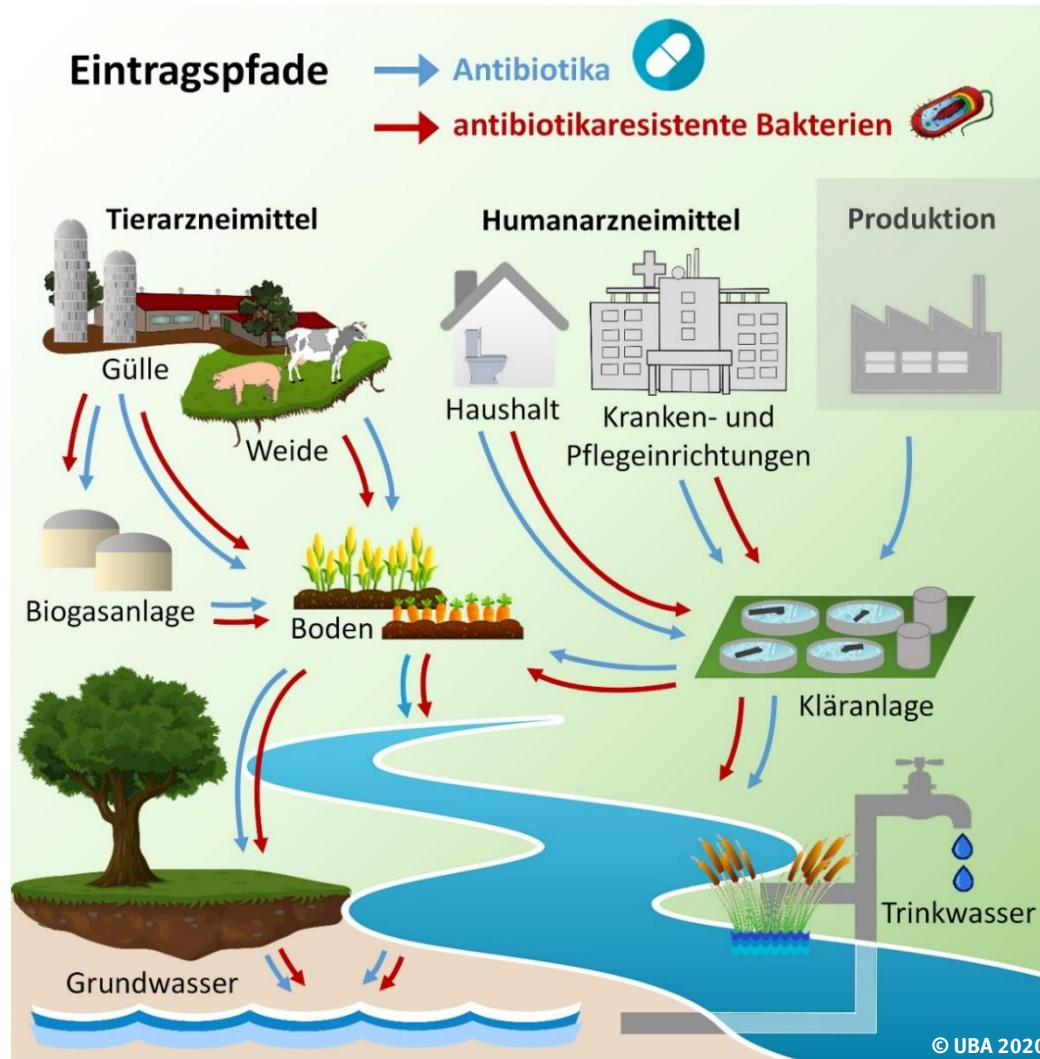 Eintragspfade
Antibiotika
antibiotikaresistente Bakterien
Tierarzneimittel
Humanarzneimittel
Produktion
Gülle
Weide
Haushalt
Kranken- und
Pflegeinrichtungen
Biogasanlage
Boden
Kläranlage
Trinkwasser
Grundwasser
© UBA 2020